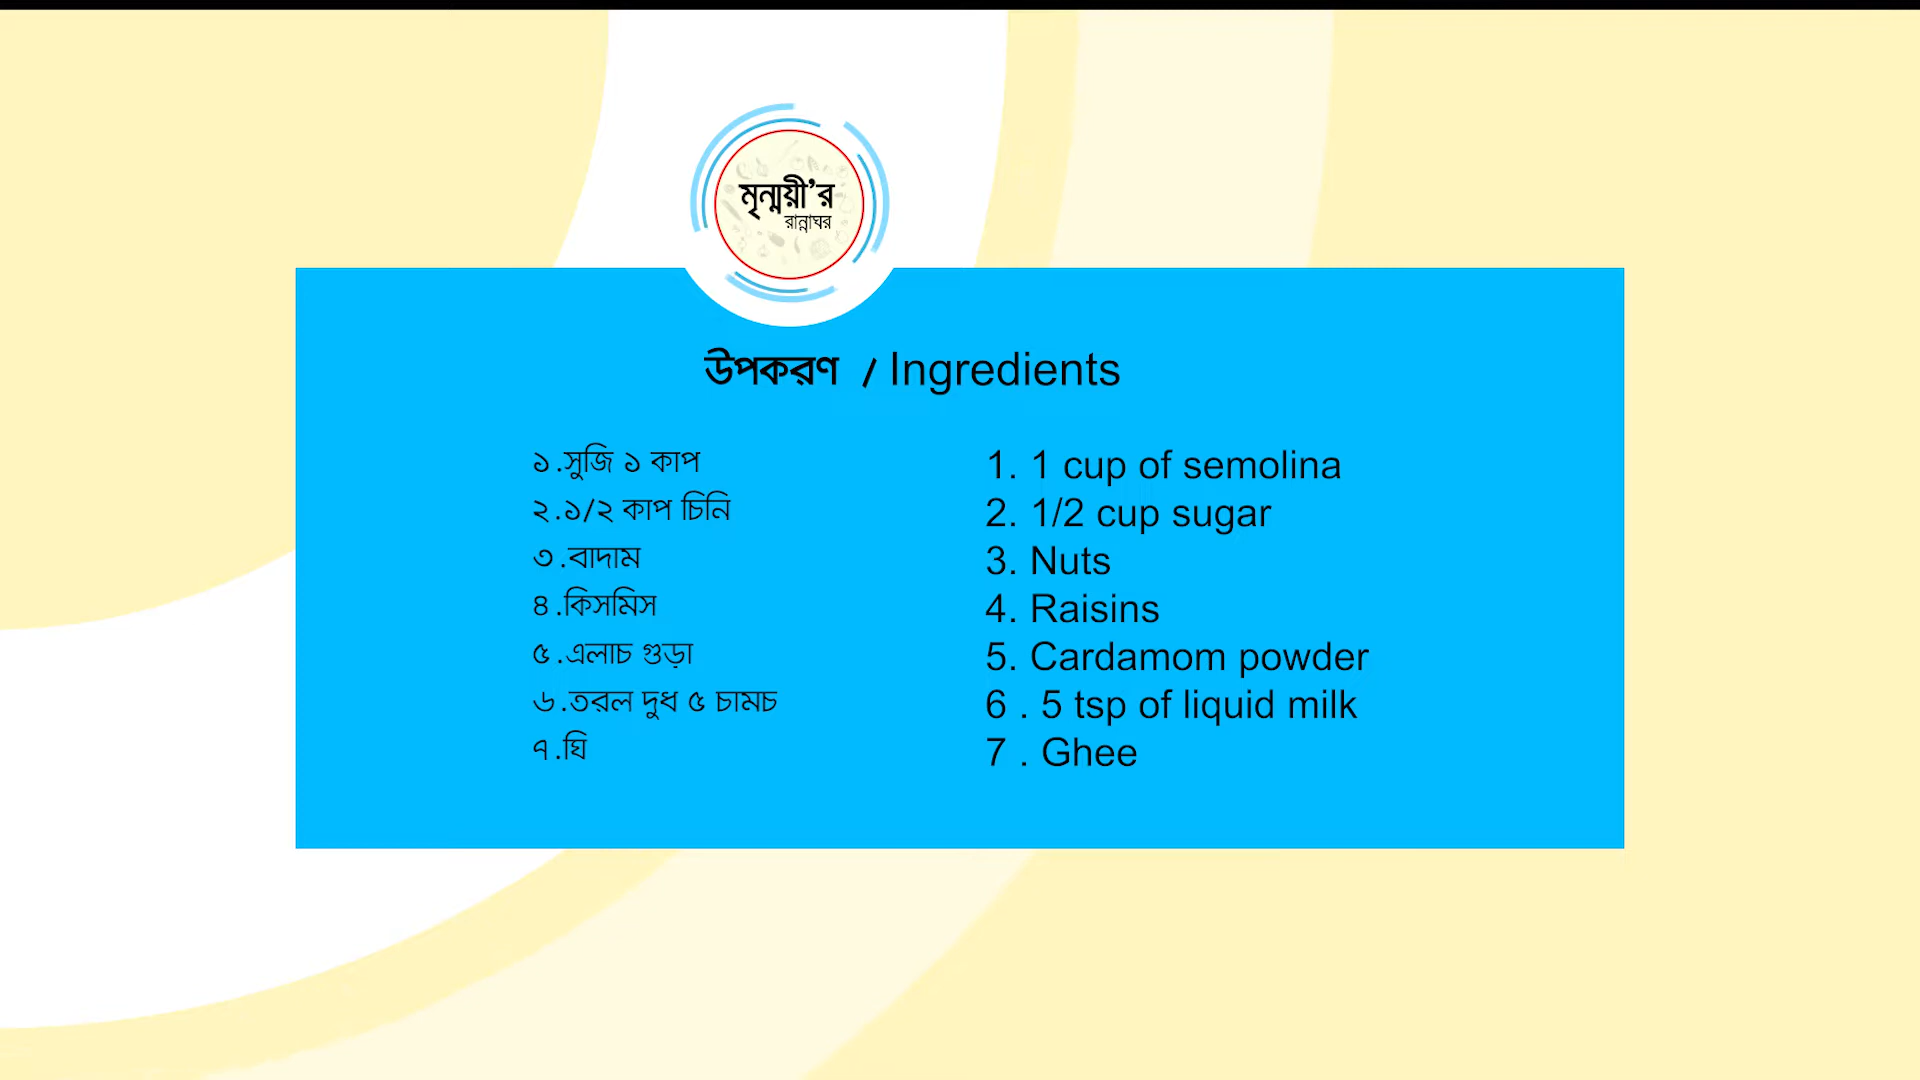 মৃন্ময়ী’র
রান্নাঘর
উপকরণ / Ingredients
১.সুজি ১ কাপ
২.১/২ কাপ চিনি
৩.বাদাম
৪.কিসমিস
৫.এলাচ গুড়া
৬.তরল দুধ ৫ চামচ
৭.ঘি
1. 1 cup of semolina
2. 1/2 cup sugar
3. Nuts
4. Raisins
5. Cardamom powder
6 . 5 tsp of liquid milk
7 . Ghee